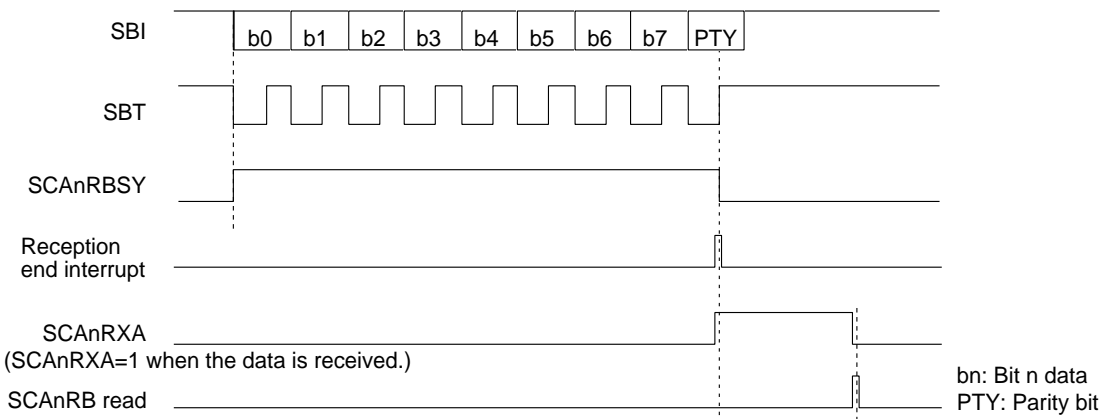 SBI
b0 b1 b2 b3 b4 b5 b6 b7 PTY
SBT
SCAnRBSY
Reception
end interrupt
SCAnRXA
(SCAnRXA=1 when the data is received.)
SCAnRB read
bn: Bit n data
PTY: Parity bit